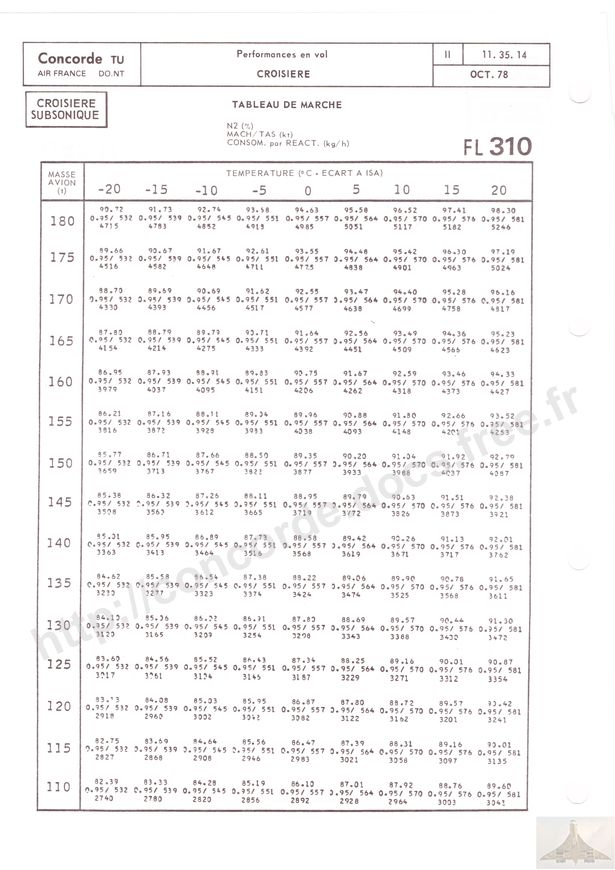 Concorde TU
AIR FRANCE DO.NT
Performances en vol
CROISIERE
II 11.35.14
OCT. 78
CROISIERE
SUBSONIQUE
TABLEAU DE MARCHE
N2 (%)
MACH/TAS (kt)
CONSOM. par REACT. (kg/h)
FL 310
MASSE
AVION
(t)
TEMPERATURE (°C - ECART A ISA)
-20 -15 -10 -5 0 5 10 15 20
90.72 91.73 92.74 93.68 94.63 95.58 96.52 97.41 98.30
180 0.95/ 532 0.95/ 539 0.95/ 545 0.95/ 551 0.95/ 557 0.95/ 564 0.95/ 570 0.95/ 576 0.95/ 581
4715 4783 4852 4918 4985 5051 5117 5182 5246
89.66 90.67 91.67 92.61 93.55 94.48 95.42 96.30 97.19
175 0.95/ 532 0.95/ 539 0.95/ 545 0.95/ 551 0.95/ 557 0.95/ 564 0.95/ 570 0.95/ 576 0.95/ 581
4516 4582 4648 4711 4775 4838 4901 4963 5024
88.70 89.69 90.69 91.62 92.55 93.47 94.40 95.28 96.16
170 0.95/ 532 0.95/ 539 0.95/ 545 0.95/ 551 0.95/ 557 0.95/ 564 0.95/ 570 0.95/ 576 0.95/ 581
4330 4393 4456 4517 4577 4638 4699 4758 4817
87.80 88.79 89.79 90.71 91.64 92.56 93.49 94.36 95.23
165 0.95/ 532 0.95/ 539 0.95/ 545 0.95/ 551 0.95/ 557 0.95/ 564 0.95/ 570 0.95/ 576 0.95/ 581
4154 4214 4275 4333 4392 4451 4509 4566 4623
86.95 87.93 88.91 89.83 90.75 91.67 92.59 93.46 94.33
160 0.95/ 532 0.95/ 539 0.95/ 545 0.95/ 551 0.95/ 557 0.95/ 564 0.95/ 570 0.95/ 576 0.95/ 581
3979 4037 4095 4151 4206 4262 4318 4373 4427
86.21 87.16 88.11 89.04 89.96 90.88 91.80 92.66 93.52
155 0.95/ 532 0.95/ 539 0.95/ 545 0.95/ 551 0.95/ 557 0.95/ 564 0.95/ 570 0.95/ 576 0.95/ 581
3816 3872 3928 3983 4038 4093 4148 4201 4253
85.77 86.71 87.66 88.50 89.35 90.20 91.04 91.92 92.79
150 0.95/ 532 0.95/ 539 0.95/ 545 0.95/ 551 0.95/ 557 0.95/ 564 0.95/ 570 0.95/ 576 0.95/ 581
3659 3713 3767 3822 3877 3933 3988 4037 4087
85.38 86.32 87.26 88.11 88.95 89.79 90.63 91.51 92.38
145 0.95/ 532 0.95/ 539 0.95/ 545 0.95/ 551 0.95/ 557 0.95/ 564 0.95/ 570 0.95/ 576 0.95/ 581
3508 3560 3612 3665 3719 3772 3826 3873 3921
85.01 85.95 86.89 87.73 88.58 89.42 90.26 91.13 92.01
140 0.95/ 532 0.95/ 539 0.95/ 545 0.95/ 551 0.95/ 557 0.95/ 564 0.95/ 570 0.95/ 576 0.95/ 581
3363 3413 3464 3516 3568 3619 3671 3717 3762
84.62 85.58 86.54 87.38 88.22 89.06 89.90 90.78 91.65
135 0.95/ 532 0.95/ 539 0.95/ 545 0.95/ 551 0.95/ 557 0.95/ 564 0.95/ 570 0.95/ 576 0.95/ 581
3230 3277 3323 3374 3424 3474 3525 3568 3611
84.10 85.06 86.02 86.91 87.80 88.69 89.57 90.44 91.30
130 0.95/ 532 0.95/ 539 0.95/ 545 0.95/ 551 0.95/ 557 0.95/ 564 0.95/ 570 0.95/ 576 0.95/ 581
3120 3165 3209 3254 3298 3343 3388 3430 3472
83.60 84.56 85.52 86.43 87.34 88.25 89.16 90.01 90.87
125 0.95/ 532 0.95/ 539 0.95/ 545 0.95/ 551 0.95/ 557 0.95/ 564 0.95/ 570 0.95/ 576 0.95/ 581
3017 3061 3104 3145 3187 3229 3271 3312 3354
83.13 84.08 85.03 85.95 86.87 87.80 88.72 89.57 90.42
120 0.95/ 532 0.95/ 539 0.95/ 545 0.95/ 551 0.95/ 557 0.95/ 564 0.95/ 570 0.95/ 576 0.95/ 581
2918 2960 3002 3042 3082 3122 3162 3201 3241
82.75 83.69 84.64 85.56 86.47 87.39 88.31 89.16 90.01
115 0.95/ 532 0.95/ 539 0.95/ 545 0.95/ 551 0.95/ 557 0.95/ 564 0.95/ 570 0.95/ 576 0.95/ 581
2827 2868 2908 2946 2983 3021 3058 3097 3135
82.39 83.33 84.28 85.19 86.10 87.01 87.92 88.76 89.60
110 0.95/ 532 0.95/ 539 0.95/ 545 0.95/ 551 0.95/ 557 0.95/ 564 0.95/ 570 0.95/ 576 0.95/ 581
2740 2780 2820 2856 2892 2928 2964 3003 3042
http://concorde-docs.free.fr